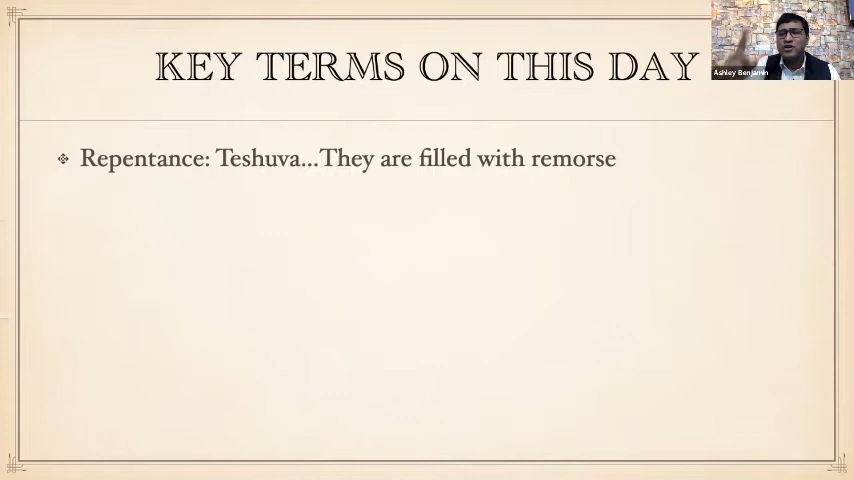 KEY TERMS ON THIS DAY
Ashley Benjamin
Repentance: Teshuva...They are filled with remorse